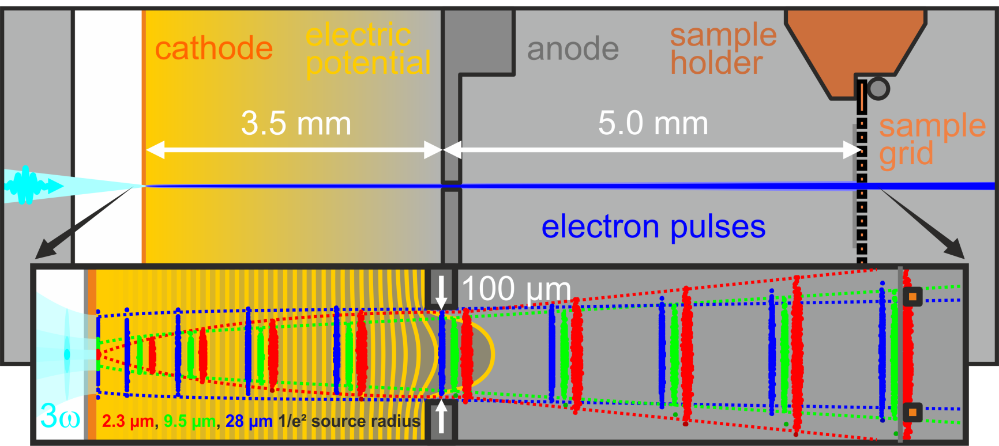 cathode
electric
potential
anode
sample
holder
3.5 mm
5.0 mm
sample
grid
electron pulses
100 µm
3ω
2.3 µm, 9.5 µm, 28 µm 1/e² source radius